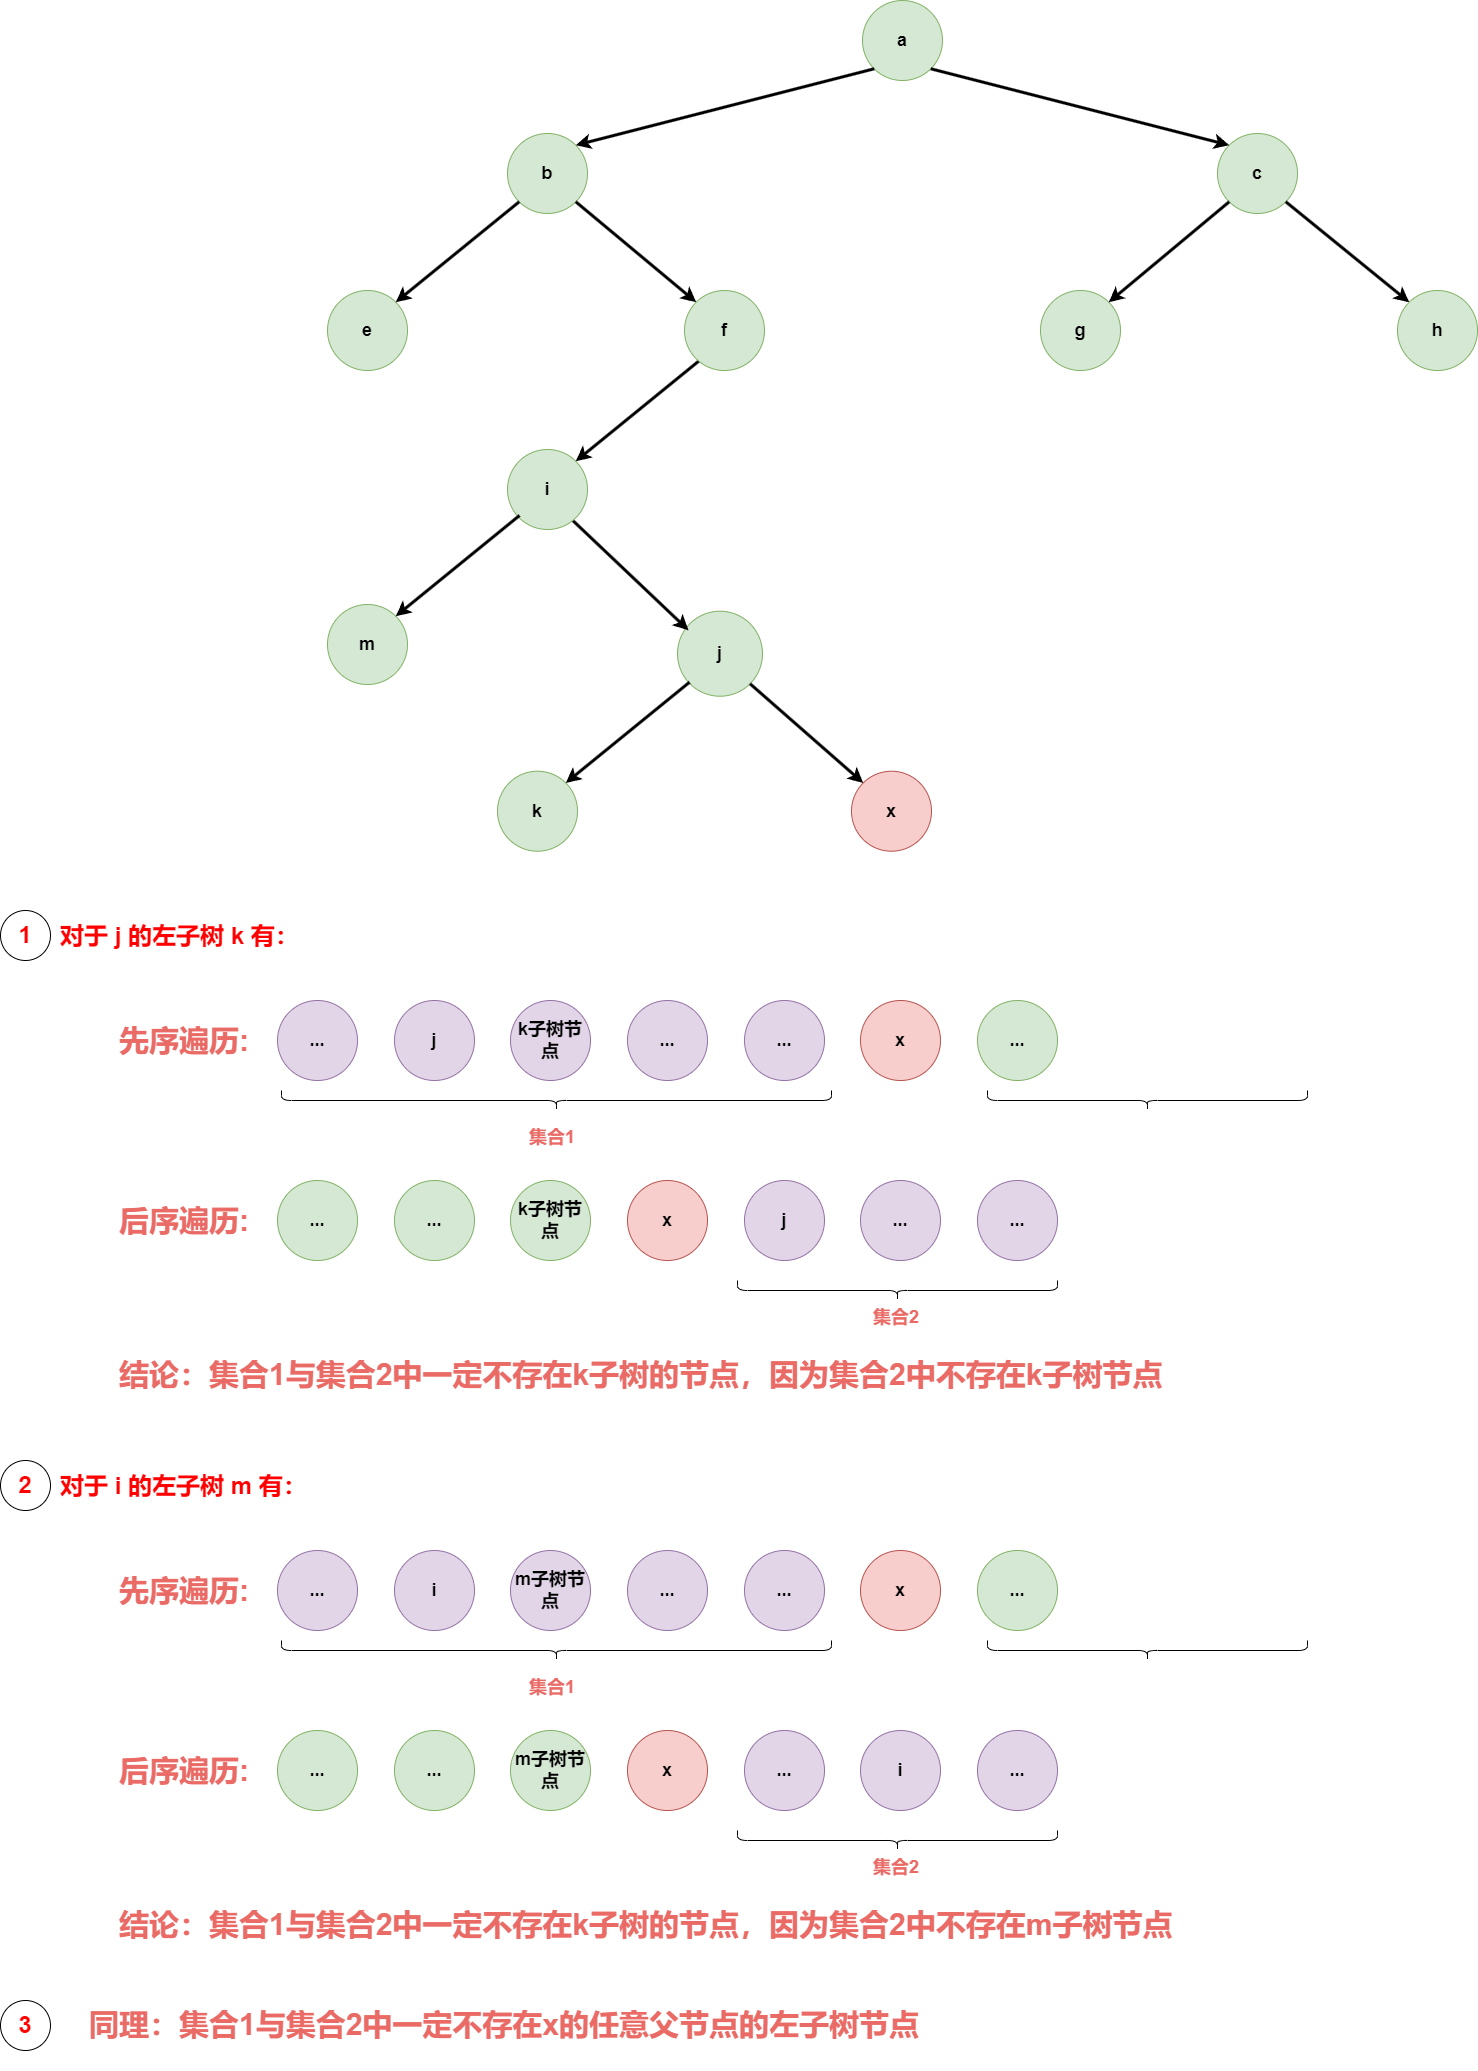 a
b
c
e
f
g
h
i
m
j
k
x
1 对于 j 的左子树 k 有：
先序遍历: ... j k子树节
点 ... ... x ...
集合1
后序遍历: ... ... k子树节
点 x j ... ...
集合2
结论：集合1与集合2中一定不存在k子树的节点，因为集合2中不存在k子树节点
2 对于 i 的左子树 m 有：
先序遍历: ... i m子树节
点 ... ... x ...
集合1
后序遍历: ... ... m子树节
点 x ... i ...
集合2
结论：集合1与集合2中一定不存在k子树的节点，因为集合2中不存在m子树节点
3 同理：集合1与集合2中一定不存在x的任意父节点的左子树节点